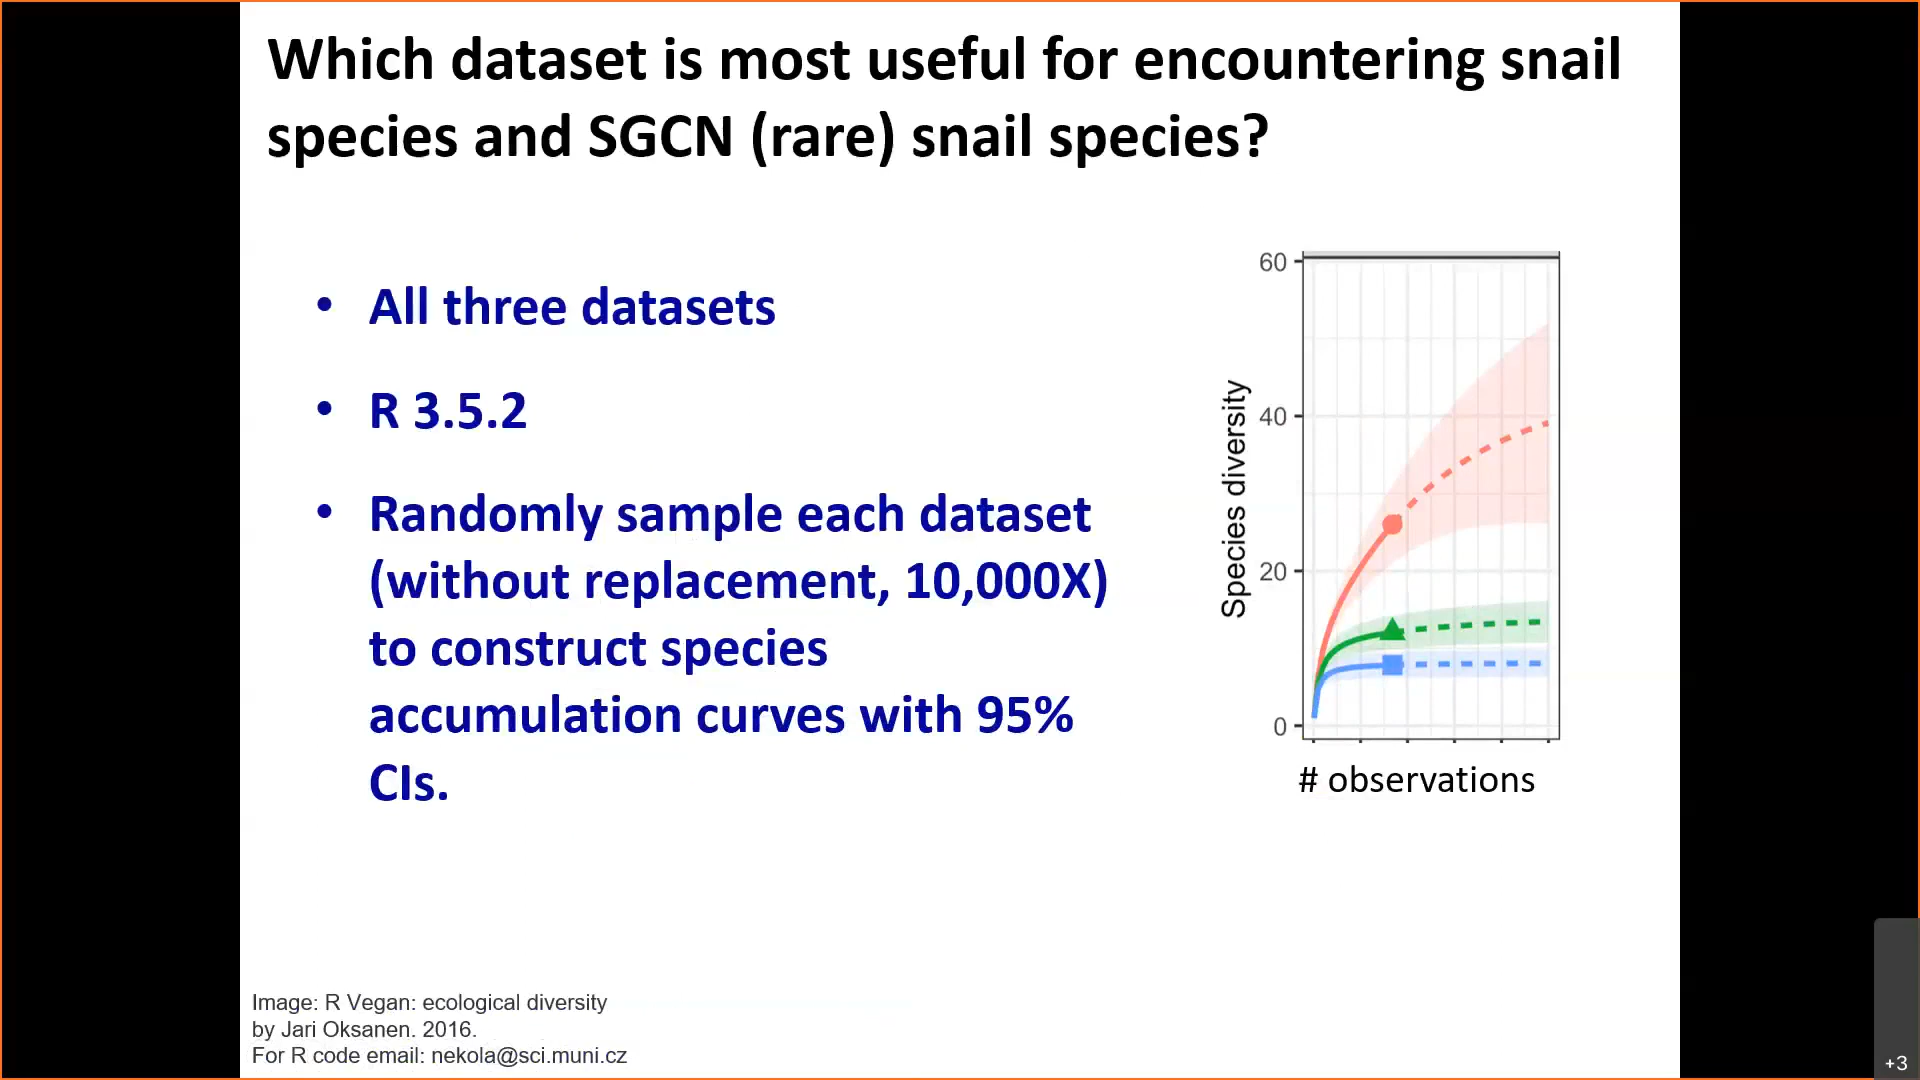 Which dataset is most useful for encountering snail
species and SGCN (rare) snail species?
• All three datasets
• R 3.5.2
• Randomly sample each dataset
(without replacement, 10,000X)
to construct species
accumulation curves with 95%
CIs.
60
40
20
0
Species diversity
# observations
Image: R Vegan: ecological diversity
by Jari Oksanen. 2016.
For R code email: nekola@sci.muni.cz
+3